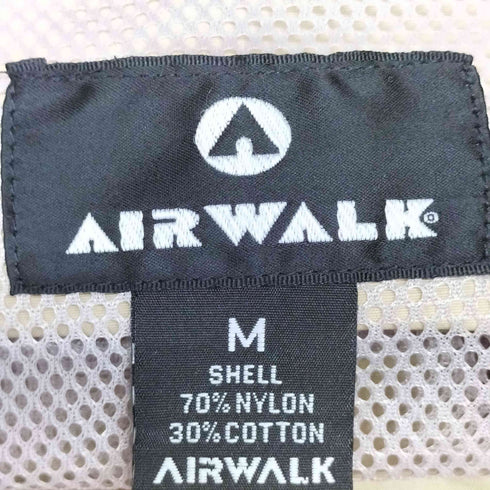 AIRWALK®
M
SHELL
70% NYLON
30% COTTON
AIRWALK